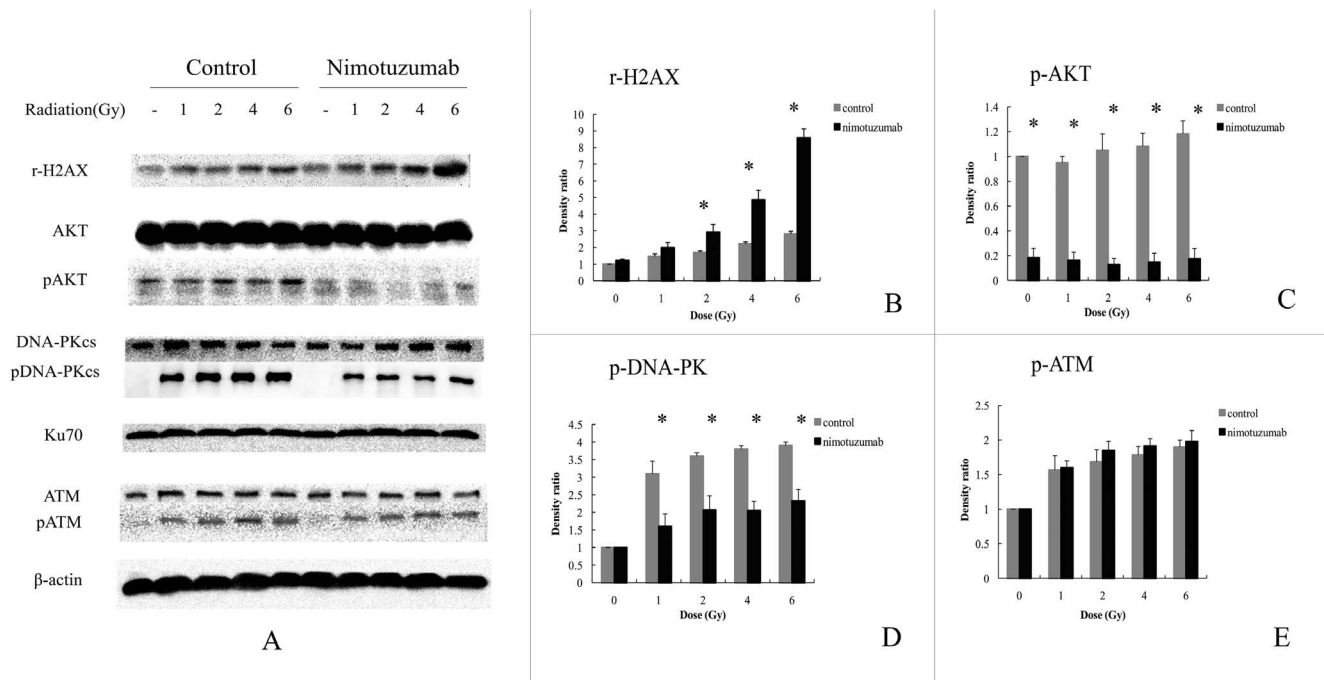 Control Nimotuzumab
Radiation(Gy) - 1 2 4 6 - 1 2 4 6
r-H2AX
AKT
pAKT
DNA-PKcs
pDNA-PKcs
Ku70
ATM
pATM
β-actin
A
r-H2AX
control
nimotuzumab
Density ratio
10
9
8
7
6
5
4
3
2
1
0
* * *
0 1 2 4 6
Dose (Gy)
B
p-AKT
control
nimotuzumab
Density ratio
1.4
1.2
1
0.8
0.6
0.4
0.2
0
* * * * *
0 1 2 4 6
Dose (Gy)
C
p-DNA-PK
control
nimotuzumab
Density ratio
4.5
4
3.5
3
2.5
2
1.5
1
0.5
0
* * * *
0 1 2 4 6
Dose (Gy)
D
p-ATM
control
nimotuzumab
Density ratio
2.5
2
1.5
1
0.5
0
0 1 2 4 6
Dose (Gy)
E